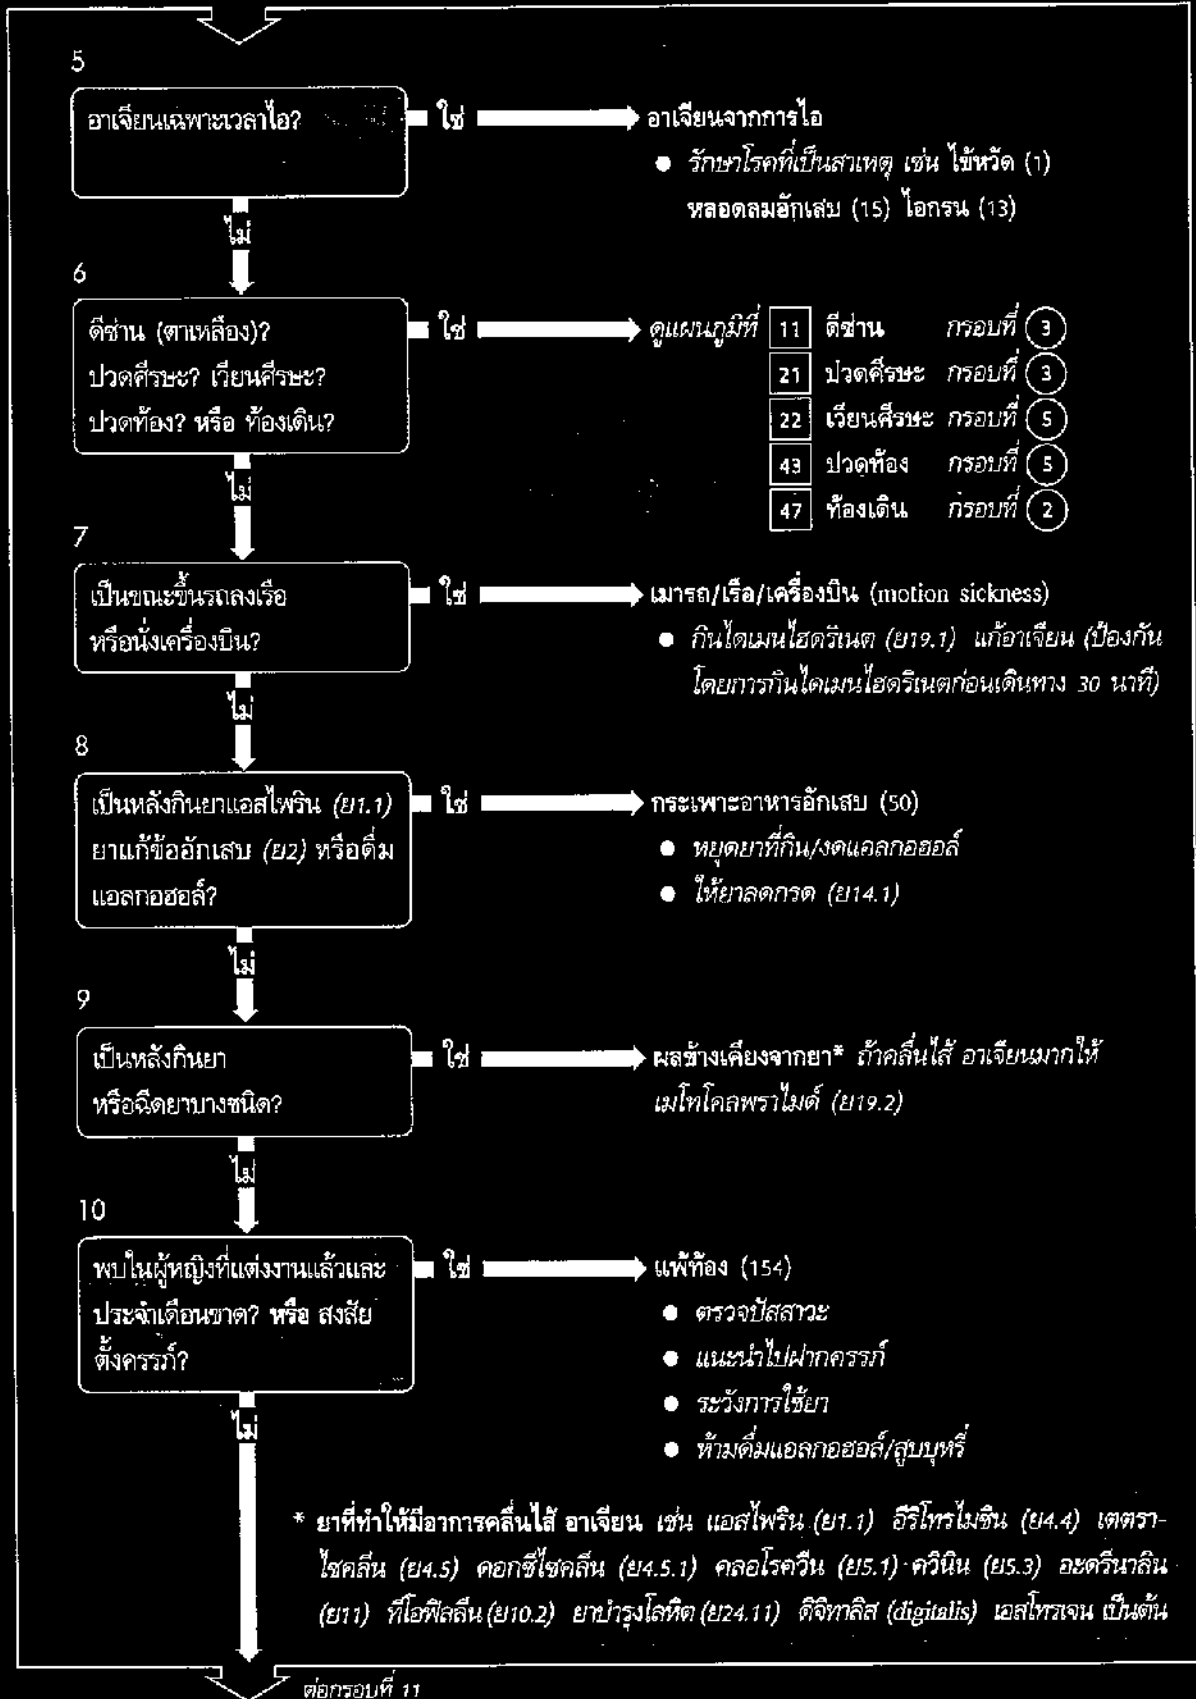 5
อาเจียนเฉพาะเวลาไอ?
ใช่
อาเจียนจากการไอ
● รักษาโรคที่เป็นสาเหตุ เช่น ไข้หวัด (1)
หลอดลมอักเสบ (15) ไอกรน (13)
ไม่
6
ดีซ่าน (ตาเหลือง)?
ปวดศีรษะ? เวียนศีรษะ?
ปวดท้อง? หรือ ท้องเดิน?
ใช่
ดูแผนภูมิที่ 11 ดีซ่าน กรอบที่ 3
21 ปวดศีรษะ กรอบที่ 3
22 เวียนศีรษะ กรอบที่ 5
43 ปวดท้อง กรอบที่ 5
47 ท้องเดิน กรอบที่ 2
ไม่
7
เป็นขณะขึ้นรถลงเรือ
หรือนั่งเครื่องบิน?
ใช่
เมารถ/เรือ/เครื่องบิน (motion sickness)
● กินไดเมนไฮดริเนต (ย19.1) แก้อาเจียน (ป้องกัน
โดยการกินไดเมนไฮดริเนตก่อนเดินทาง 30 นาที)
ไม่
8
เป็นหลังกินยาแอสไพริน (ย1.1)
ยาแก้ข้ออักเสบ (ย2) หรือดื่ม
แอลกอฮอล์?
ใช่
กระเพาะอาหารอักเสบ (50)
● หยุดยาที่กิน/งดแอลกอฮอล์
● ให้ยาลดกรด (ย14.1)
ไม่
9
เป็นหลังกินยา
หรือฉีดยาบางชนิด?
ใช่
ผลข้างเคียงจากยา* ถ้าคลื่นไส้ อาเจียนมากให้
เมโทโคลพราไมด์ (ย19.2)
ไม่
10
พบในผู้หญิงที่แต่งงานแล้วและ
ประจำเดือนขาด? หรือ สงสัย
ตั้งครรภ์?
ใช่
แพ้ท้อง (154)
● ตรวจปัสสาวะ
● แนะนำไปฝากครรภ์
● ระวังการใช้ยา
● ห้ามดื่มแอลกอฮอล์/สูบบุหรี่
ไม่
* ยาที่ทำให้มีอาการคลื่นไส้ อาเจียน เช่น แอสไพริน (ย1.1) อีริโทรไมซิน (ย4.4) เตตรา-
ไซคลีน (ย4.5) ดอกซีไซคลีน (ย4.5.1) คลอโรควีน (ย5.1) ควินิน (ย5.3) อะดรีนาลิน
(ย11) ทีโอฟิลลีน (ย10.2) ยาบำรุงโลหิต (ย24.11) ดิจิทาลิส (digitalis) เอสโทรเจน เป็นต้น
ต่อกรอบที่ 11